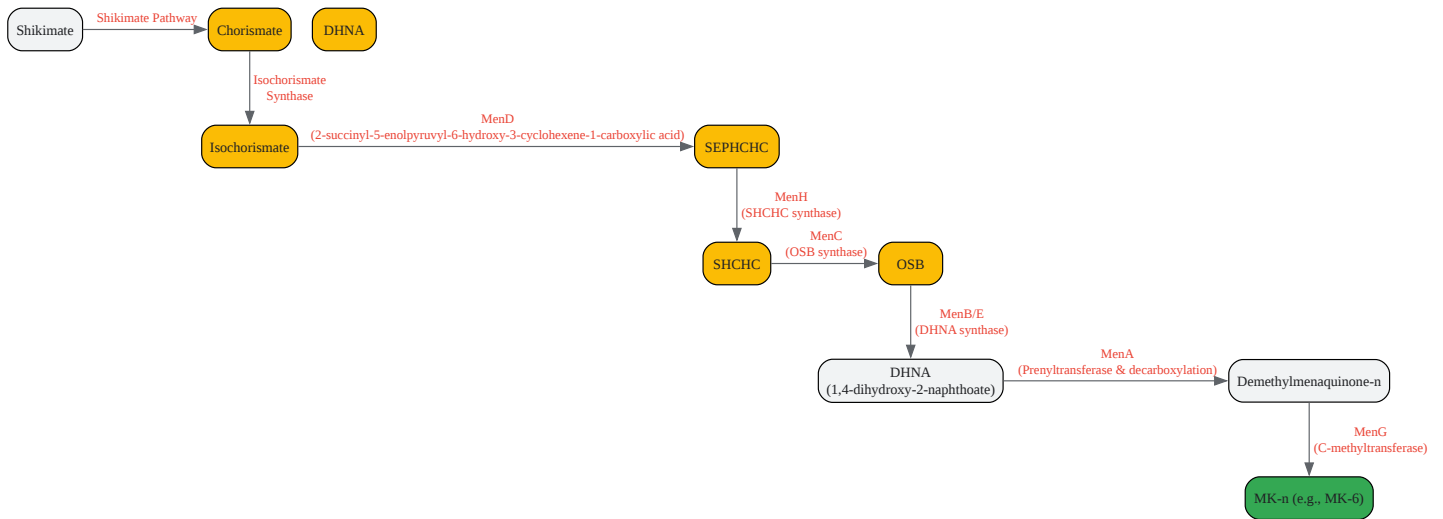 Shikimate
Shikimate Pathway
Chorismate
DHNA
Isochorismate
Synthase
Isochorismate
MenD
(2-succinyl-5-enolpyruvyl-6-hydroxy-3-cyclohexene-1-carboxylic acid)
SEPHCHC
MenH
(SHCHC synthase)
SHCHC
MenC
(OSB synthase)
OSB
MenB/E
(DHNA synthase)
DHNA
(1,4-dihydroxy-2-naphthoate)
MenA
(Prenyltransferase & decarboxylation)
Demethylmenaquinone-n
MenG
(C-methyltransferase)
MK-n (e.g., MK-6)